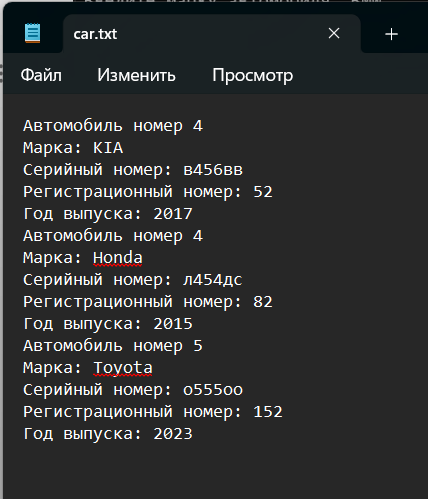 car.txt
Файл
Изменить
Просмотр
Автомобиль номер 4
Марка: KIA
Серийный номер: в456вв
Регистрационный номер: 52
Год выпуска: 2017
Автомобиль номер 4
Марка: Honda
Серийный номер: л454дс
Регистрационный номер: 82
Год выпуска: 2015
Автомобиль номер 5
Марка: Toyota
Серийный номер: о555оо
Регистрационный номер: 152
Год выпуска: 2023